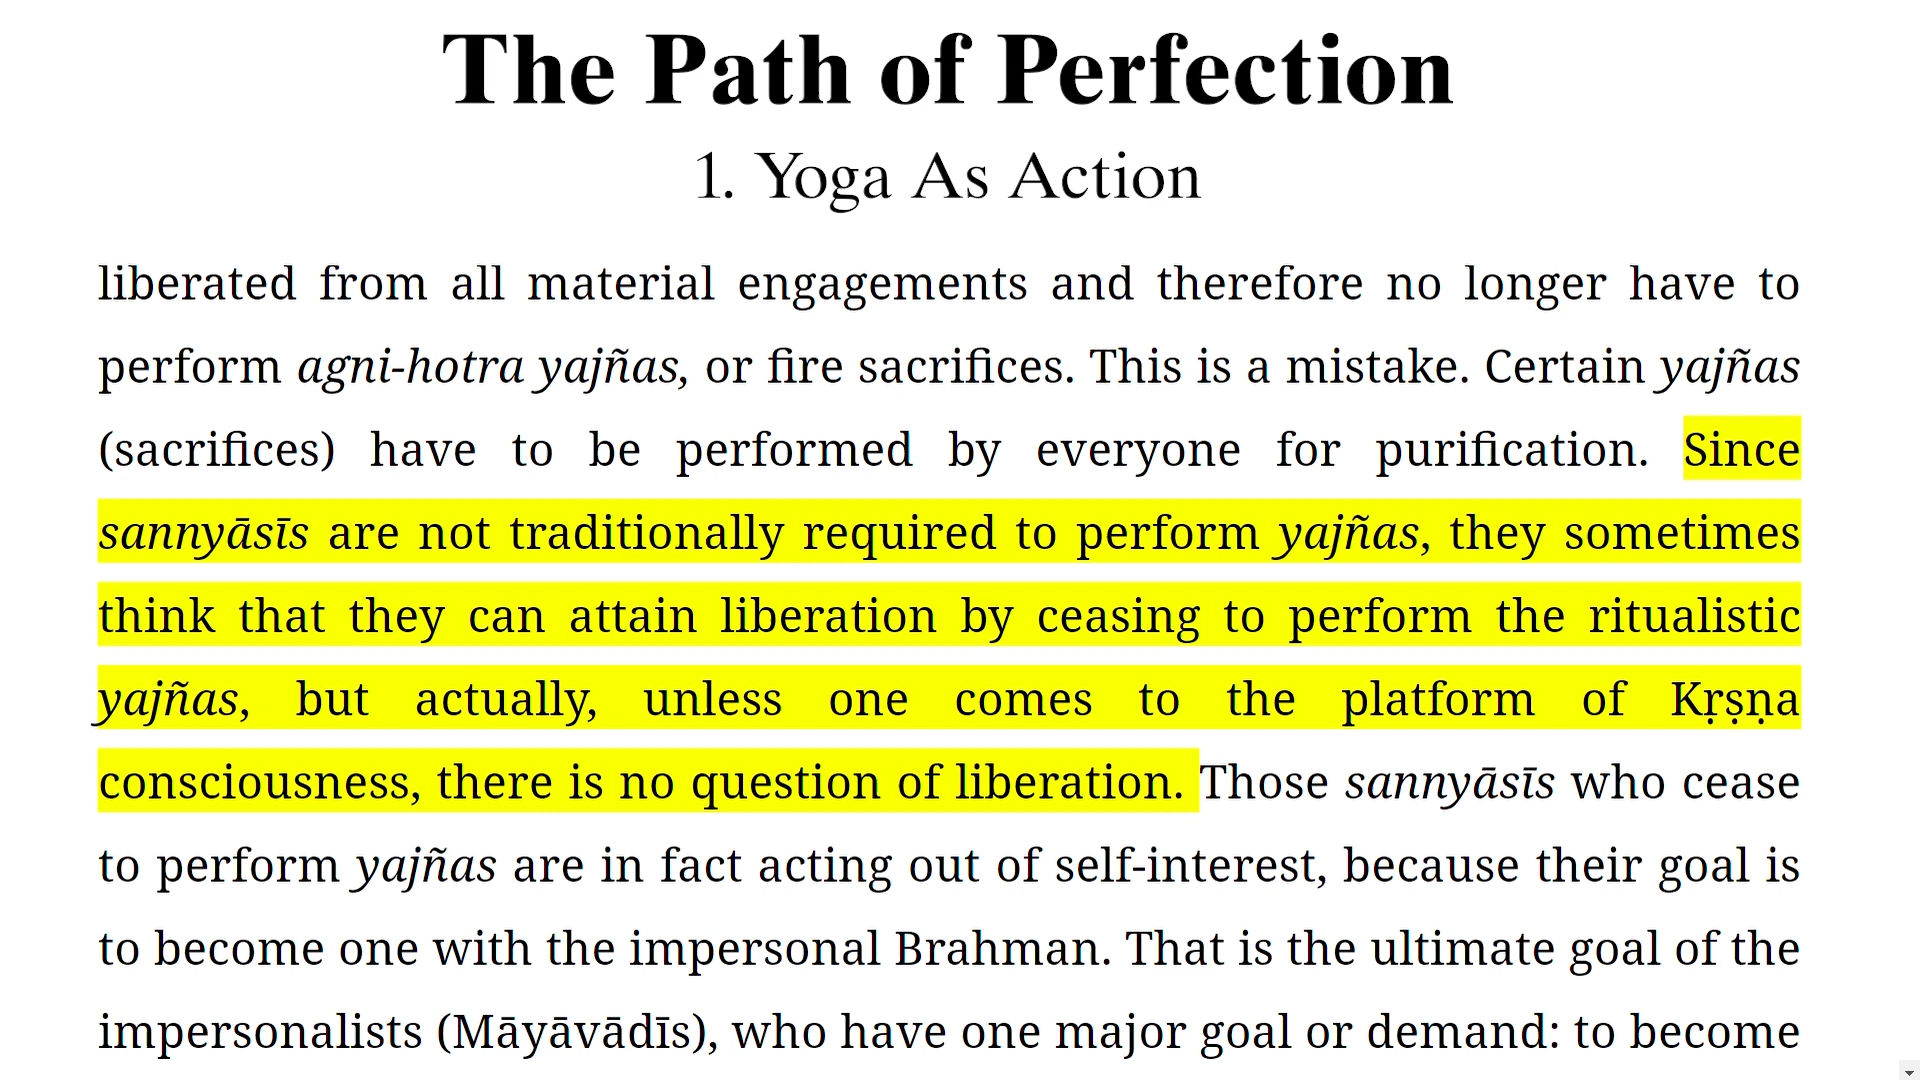 The Path of Perfection
1. Yoga As Action
liberated from all material engagements and therefore no longer have to
perform agni-hotra yajñas, or fire sacrifices. This is a mistake. Certain yajñas
(sacrifices) have to be performed by everyone for purification. Since
sannyāsīs are not traditionally required to perform yajñas, they sometimes
think that they can attain liberation by ceasing to perform the ritualistic
yajñas, but actually, unless one comes to the platform of Kṛṣṇa
consciousness, there is no question of liberation. Those sannyāsīs who cease
to perform yajñas are in fact acting out of self-interest, because their goal is
to become one with the impersonal Brahman. That is the ultimate goal of the
impersonalists (Māyāvādīs), who have one major goal or demand: to become